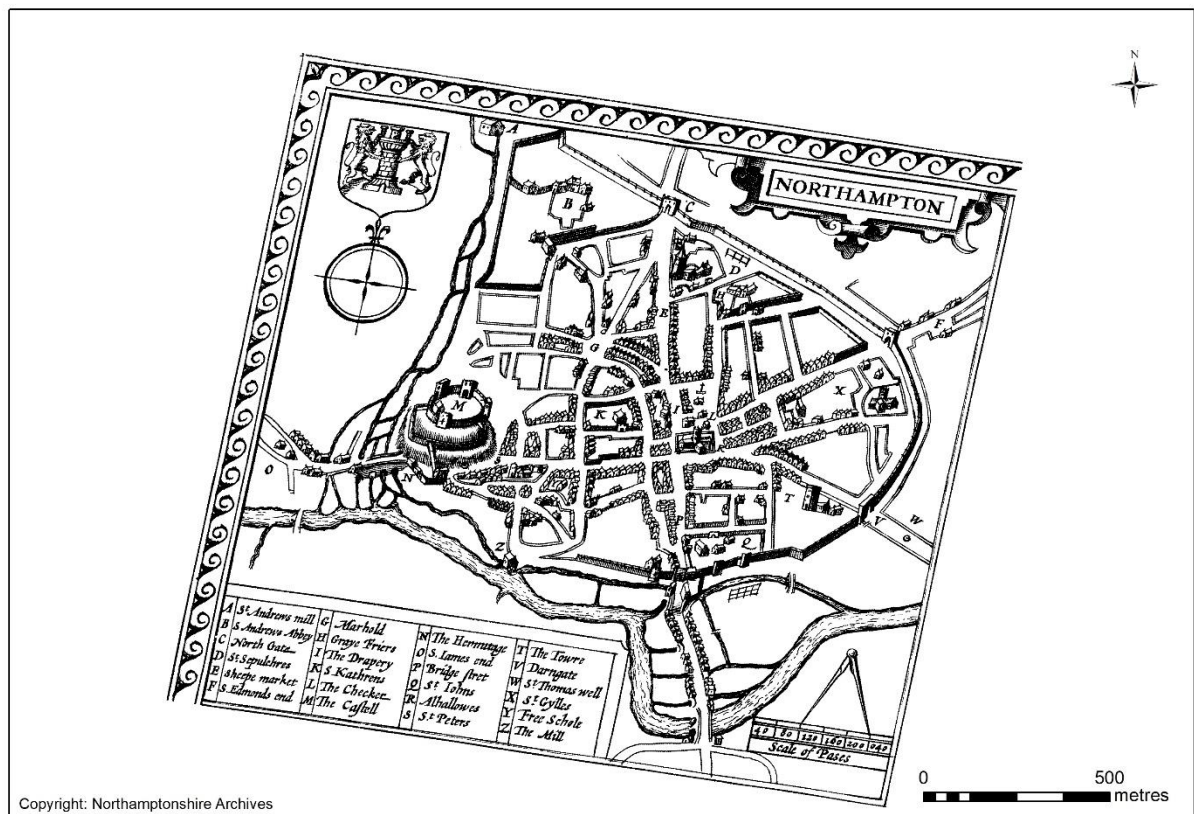 N
NORTHAMPTON
A
B
C
D
E
F
G
H
I
K
M
N
O
P
Q
T
V
W
X
Z
A St Andrews mill
B S Andrews Abbey
C North Gate
D St Sepulchres
E Sheepe market
F S. Edmonds end
G Marhold
H Graye Friers
I The Drapery
K S. Kathrens
L The Checker
M The Castell
N The Hermitage
O S. Iames end
P Bridge stret
Q St Iohns
R Alhallowes
S St Peters
T The Towre
V Darngate
W St Thomas well
X St Gylles
Y Free Schole
Z The Mill
40 80 120 160 200 240
Scale of Pases
0 500
metres
Copyright: Northamptonshire Archives